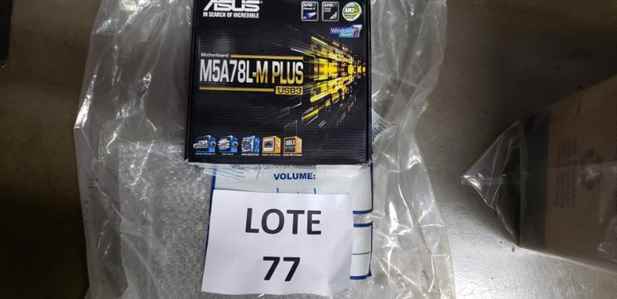 ASUS
IN SEARCH OF INCREDIBLE
Motherboard
M5A78L-M PLUS
USB3
VOLUME:
LOTE
77